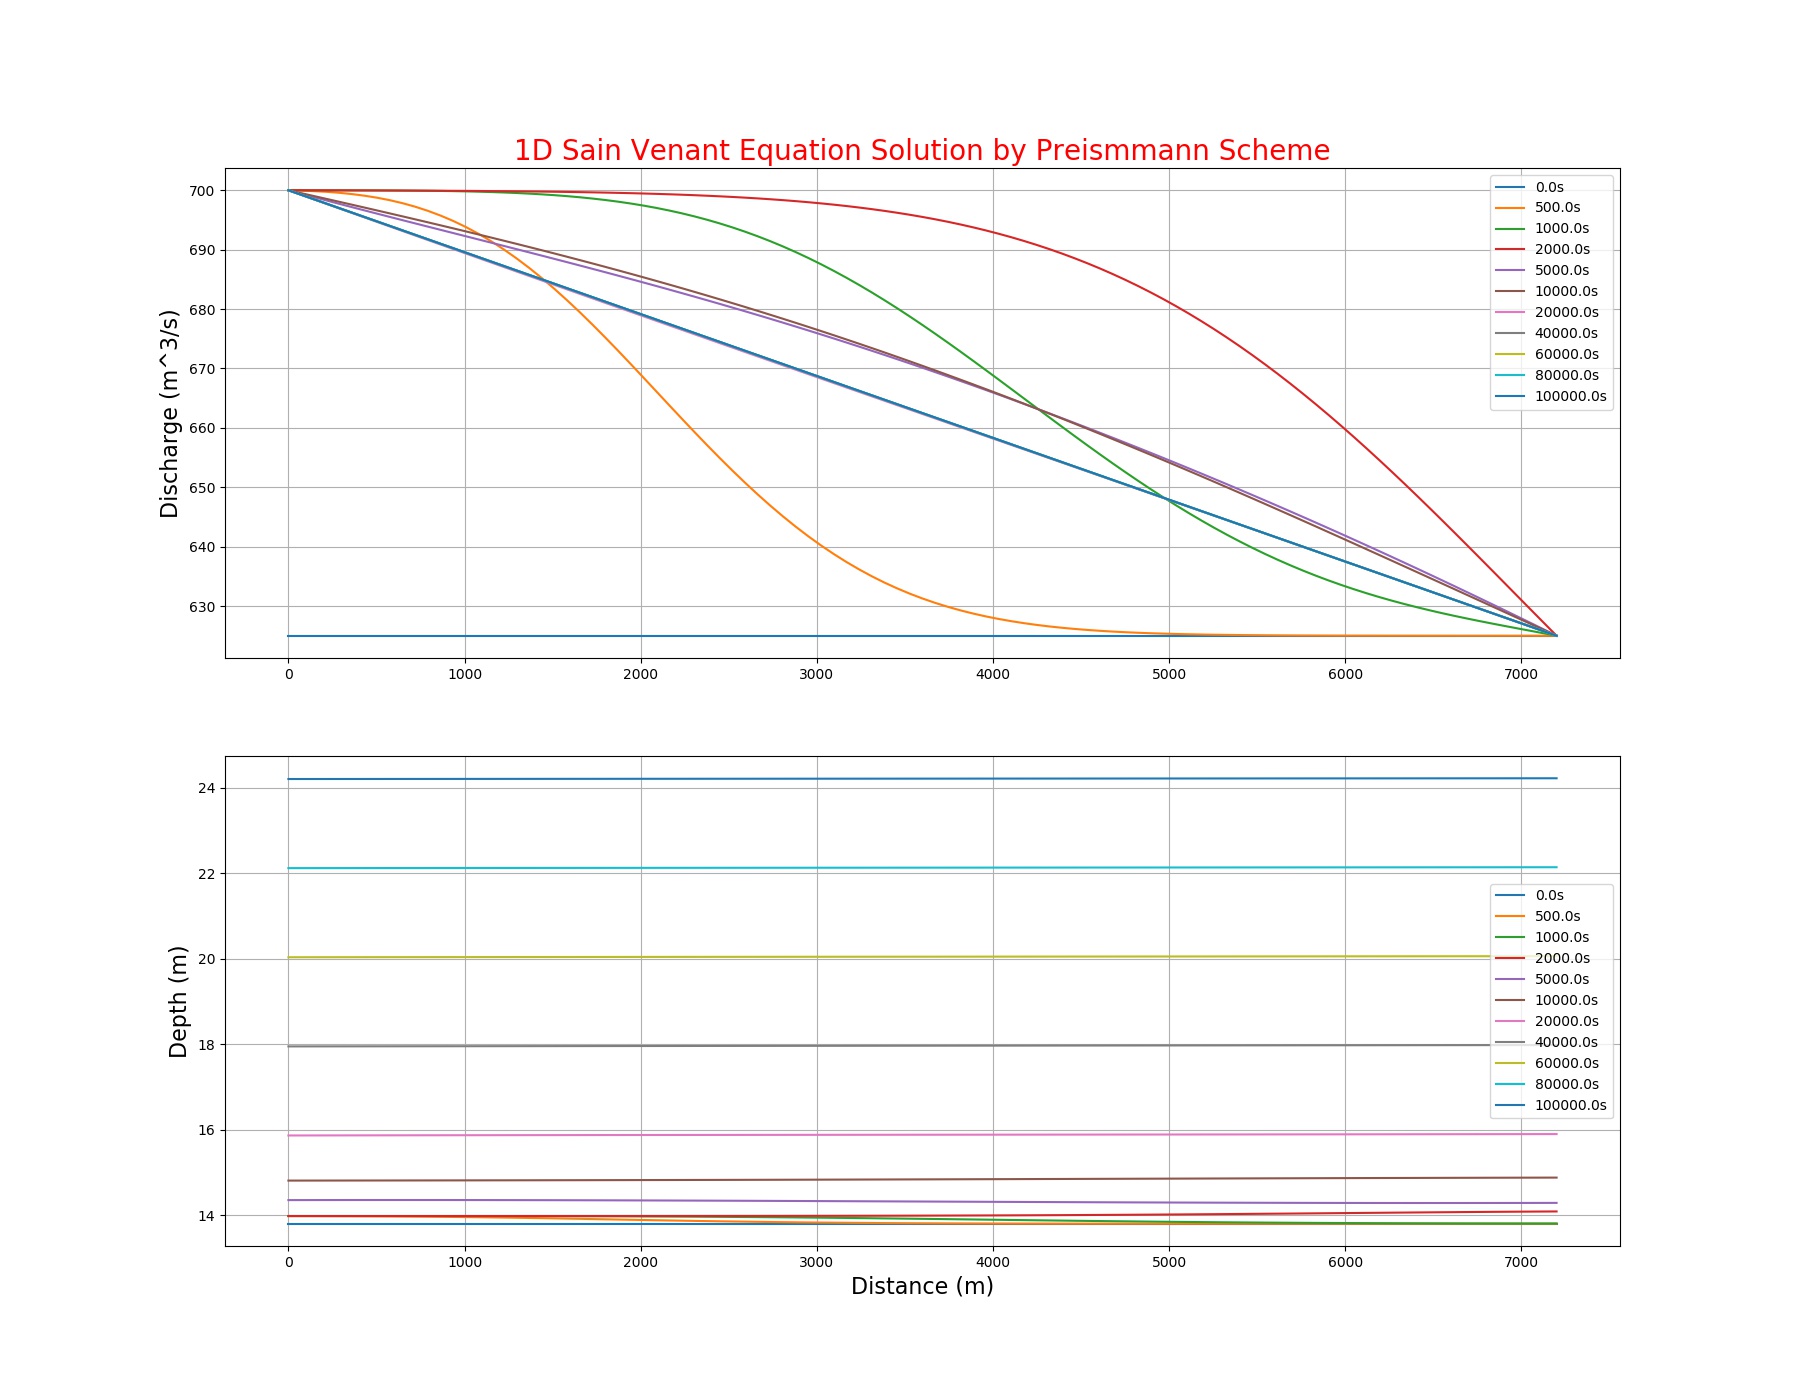 1D Sain Venant Equation Solution by Preismmann Scheme
Discharge (m^3/s)
700
690
680
670
660
650
640
630
0 1000 2000 3000 4000 5000 6000 7000
0.0s
500.0s
1000.0s
2000.0s
5000.0s
10000.0s
20000.0s
40000.0s
60000.0s
80000.0s
100000.0s
Depth (m)
24
22
20
18
16
14
0 1000 2000 3000 4000 5000 6000 7000
0.0s
500.0s
1000.0s
2000.0s
5000.0s
10000.0s
20000.0s
40000.0s
60000.0s
80000.0s
100000.0s
Distance (m)